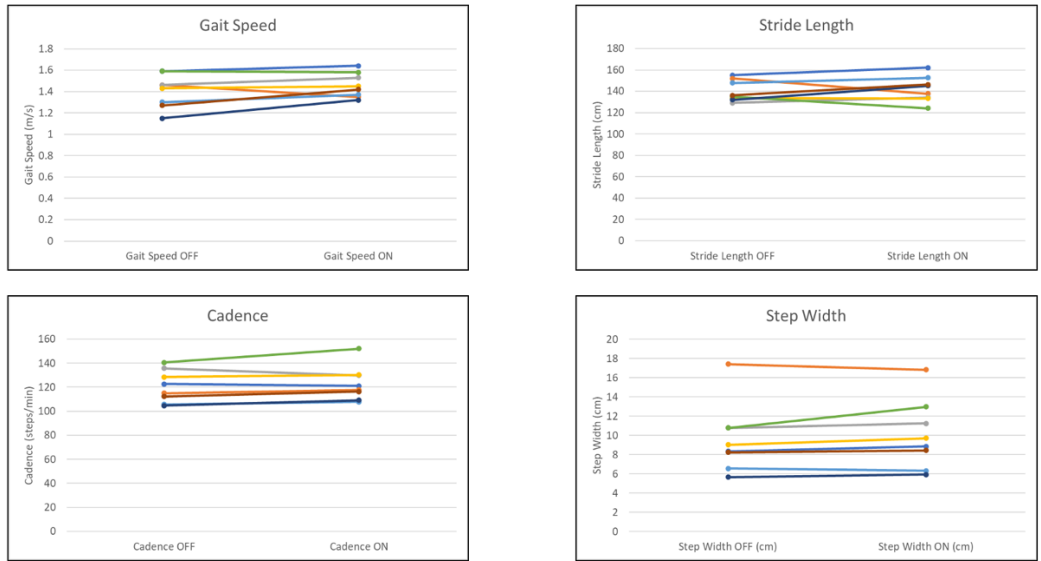 Gait Speed
1.8
1.6
1.4
1.2
1
0.8
0.6
0.4
0.2
0
Gait Speed (m/s)
Gait Speed OFF
Gait Speed ON
Stride Length
180
160
140
120
100
80
60
40
20
0
Stride Length (cm)
Stride Length OFF
Stride Length ON
Cadence
160
140
120
100
80
60
40
20
0
Cadence (steps/min)
Cadence OFF
Cadence ON
Step Width
20
18
16
14
12
10
8
6
4
2
0
Step Width (cm)
Step Width OFF (cm)
Step Width ON (cm)